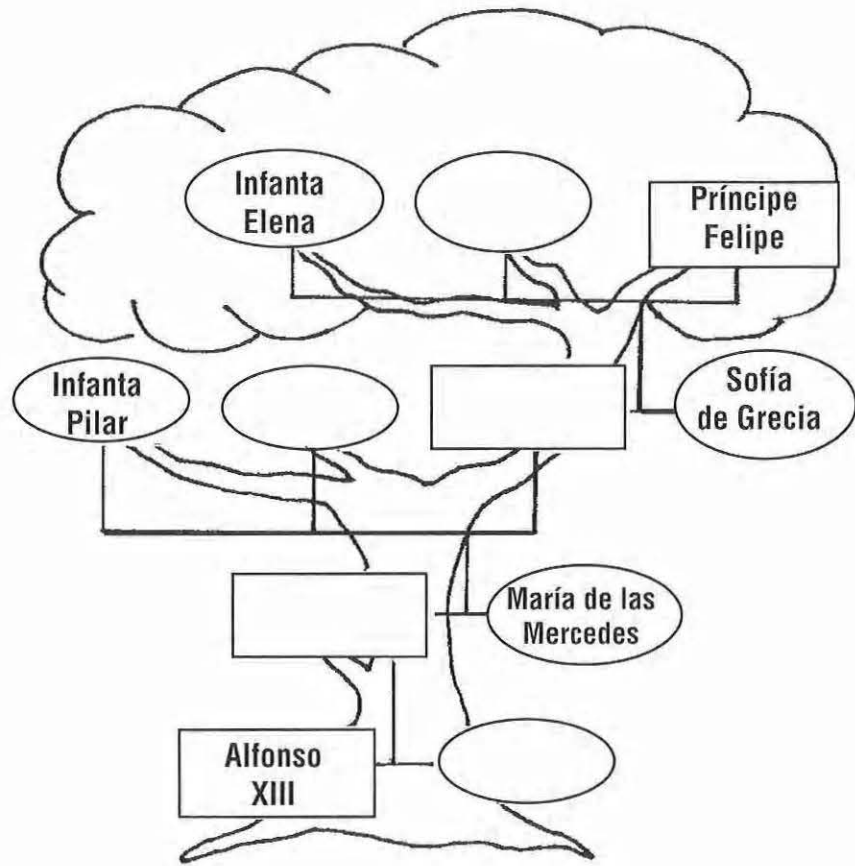 Infanta
Elena
Príncipe
Felipe
Infanta
Pilar
Sofía
de Grecia
María de las
Mercedes
Alfonso
XIII